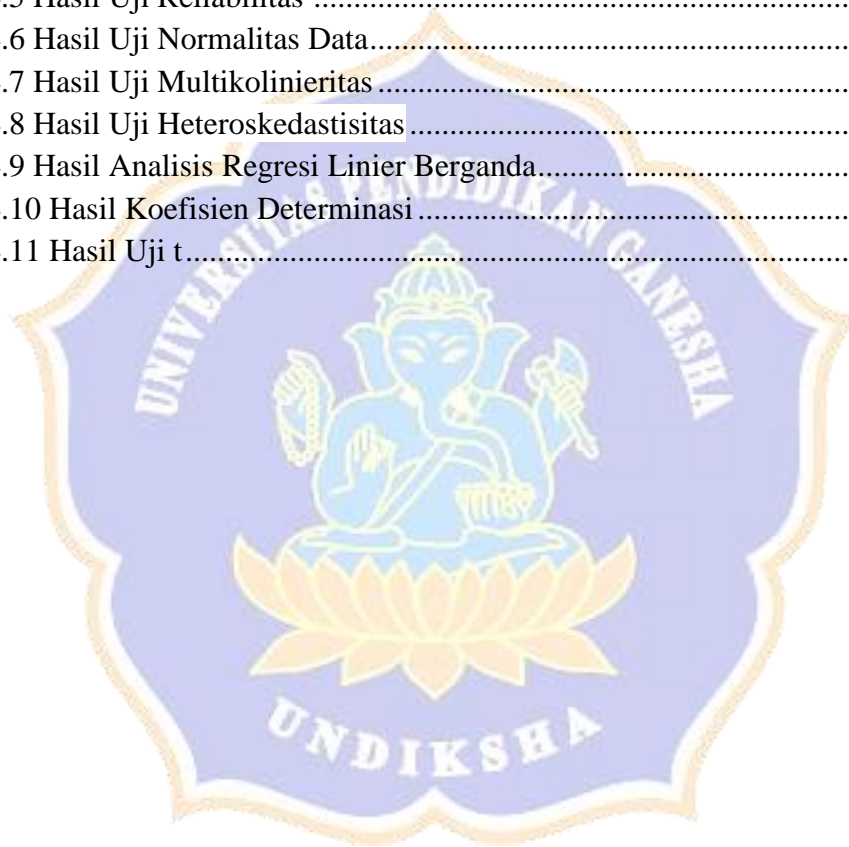 .5 Hasil Uji Reliabilitas ..........................................................................
.6 Hasil Uji Normalitas Data..........................................................................
.7 Hasil Uji Multikolinieritas ..........................................................................
.8 Hasil Uji Heteroskedastisitas ..........................................................................
.9 Hasil Analisis Regresi Linier Berganda..........................................................................
.10 Hasil Koefisien Determinasi ..........................................................................
.11 Hasil Uji t..........................................................................
UNIVERSITAS PENDIDIKAN GANESHA
UNDIKSHA